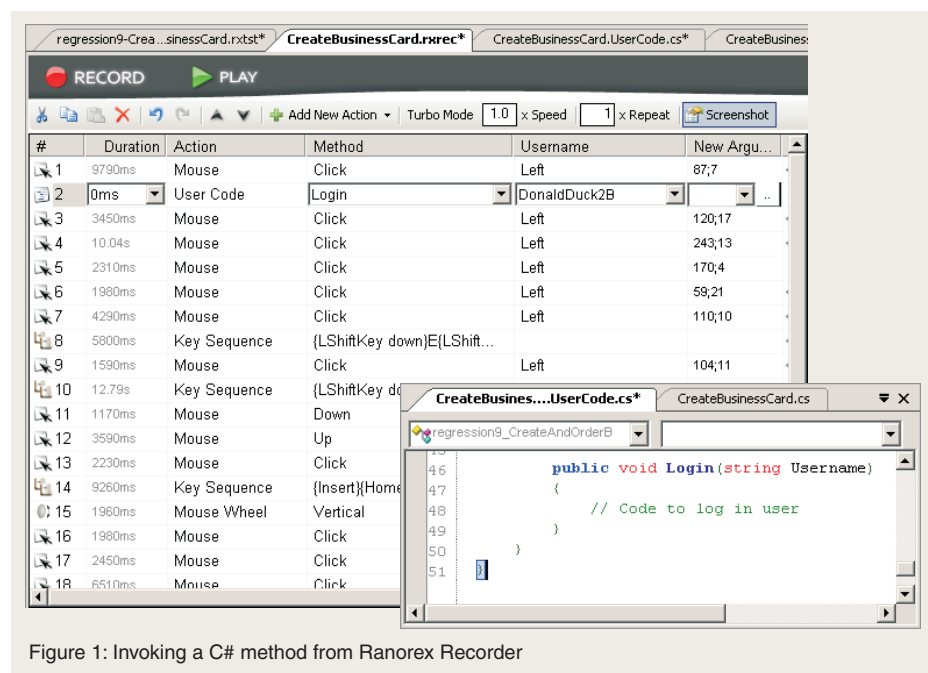 regression9-Crea...sinessCard.rxtst* CreateBusinessCard.rxrec* CreateBusinessCard.UserCode.cs* CreateBusines
RECORD PLAY
Add New Action Turbo Mode 1.0 x Speed 1 x Repeat Screenshot
# Duration Action Method Username New Argu...
1 9790ms Mouse Click Left 87;7
2 0ms User Code Login DonaldDuck2B ..
3 3450ms Mouse Click Left 120;17
4 10.04s Mouse Click Left 243;13
5 2310ms Mouse Click Left 170;4
6 1980ms Mouse Click Left 59;21
7 4290ms Mouse Click Left 110;10
8 5800ms Key Sequence {LShiftKey down}E{LShift...
9 1590ms Mouse Click Left 104;11
10 12.79s Key Sequence {LShiftKey do
11 1170ms Mouse Down
12 3590ms Mouse Up
13 2230ms Mouse Click
14 9260ms Key Sequence {Insert}{Home
15 1960ms Mouse Wheel Vertical
16 1980ms Mouse Click
17 2450ms Mouse Click
18 6510ms Mouse Click
CreateBusines....UserCode.cs* CreateBusinessCard.cs
regression9_CreateAndOrderB
46 public void Login(string Username)
47 {
48 // Code to log in user
49 }
50 }
51 }
Figure 1: Invoking a C# method from Ranorex Recorder